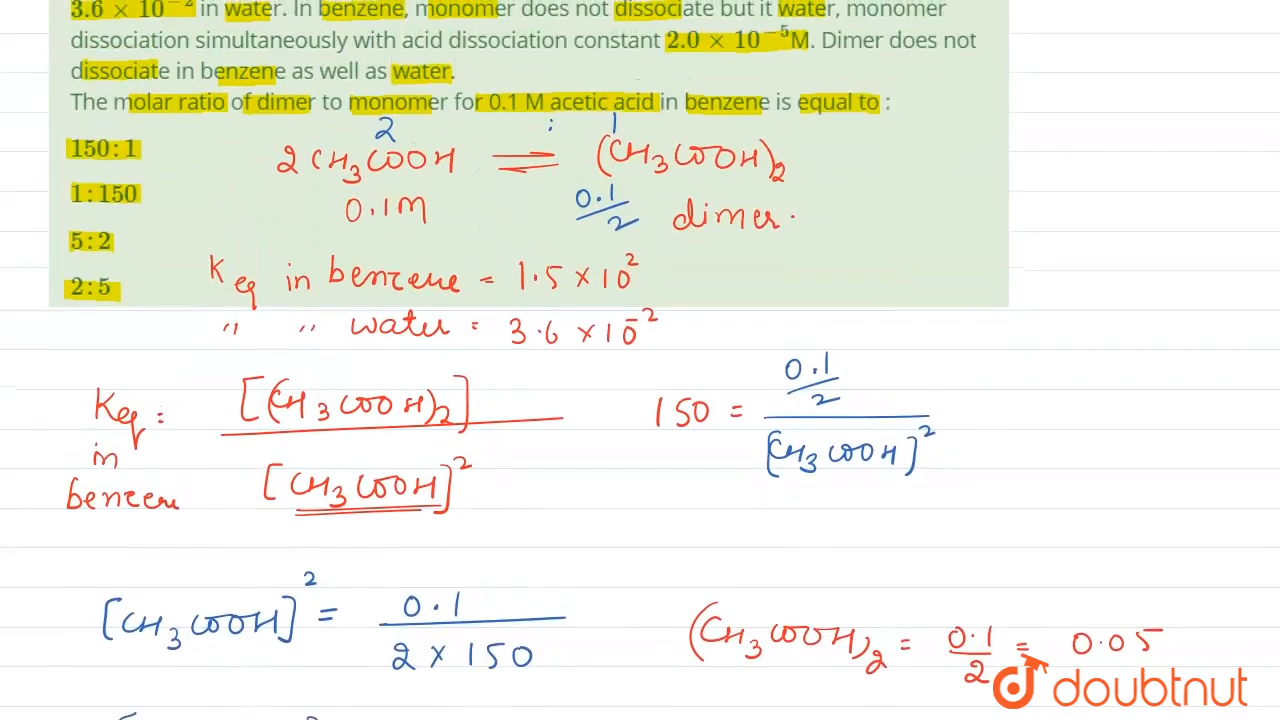 3.6 × 10⁻² in water. In benzene, monomer does not dissociate but it water, monomer
dissociation simultaneously with acid dissociation constant 2.0 × 10⁻⁵M. Dimer does not
dissociate in benzene as well as water.
The molar ratio of dimer to monomer for 0.1 M acetic acid in benzene is equal to :
2 : 1
150 : 1
2CH₃COOH ⇌ (CH₃COOH)₂
1 : 150
0.1M 0.1/2 dimer.
5 : 2
Keq in benzene = 1.5 × 10²
2 : 5
" " water = 3.6 × 10⁻²
Keq in benzene = [(CH₃COOH)₂] / [CH₃COOH]²
150 = (0.1/2) / [CH₃COOH]²
[CH₃COOH]² = 0.1 / 2 × 150
(CH₃COOH)₂ = 0.1/2 = 0.05
doubtnut